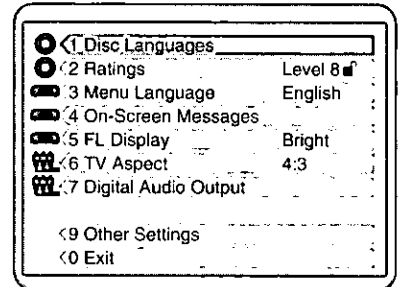 1 Disc Languages
2 Ratings Level 8
3 Menu Language English
4 On-Screen Messages
5 FL Display Bright
6 TV Aspect 4:3
7 Digital Audio Output
9 Other Settings
0 Exit